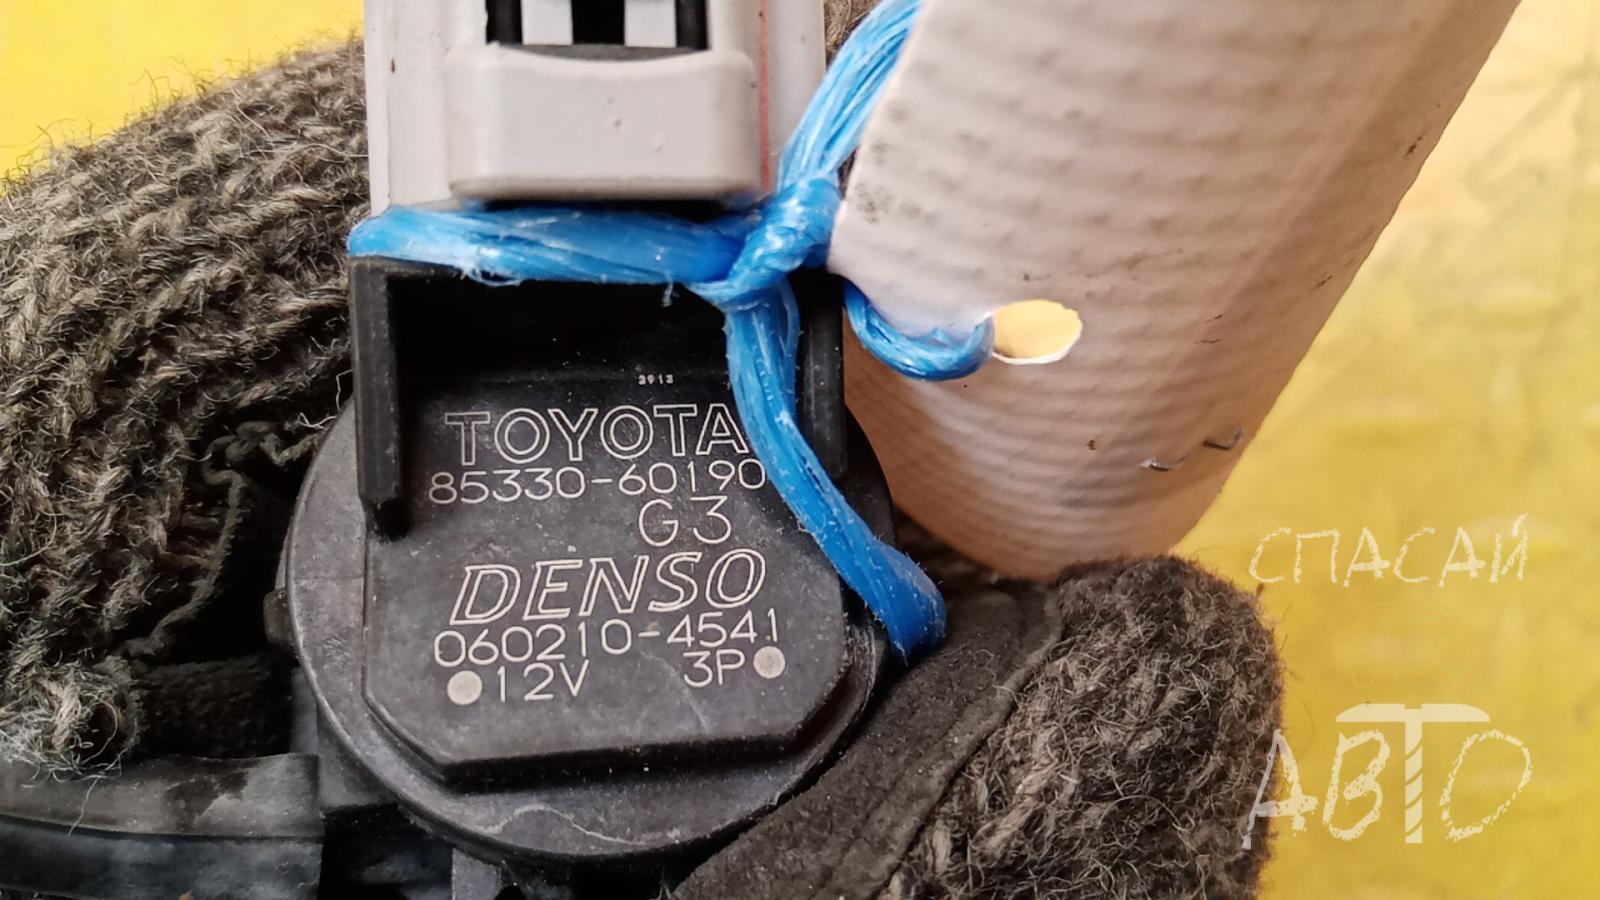 2913
TOYOTA
85330-60190
G3
DENSO
060210-4541
12V 3P
СПАСАЙ
АВТО